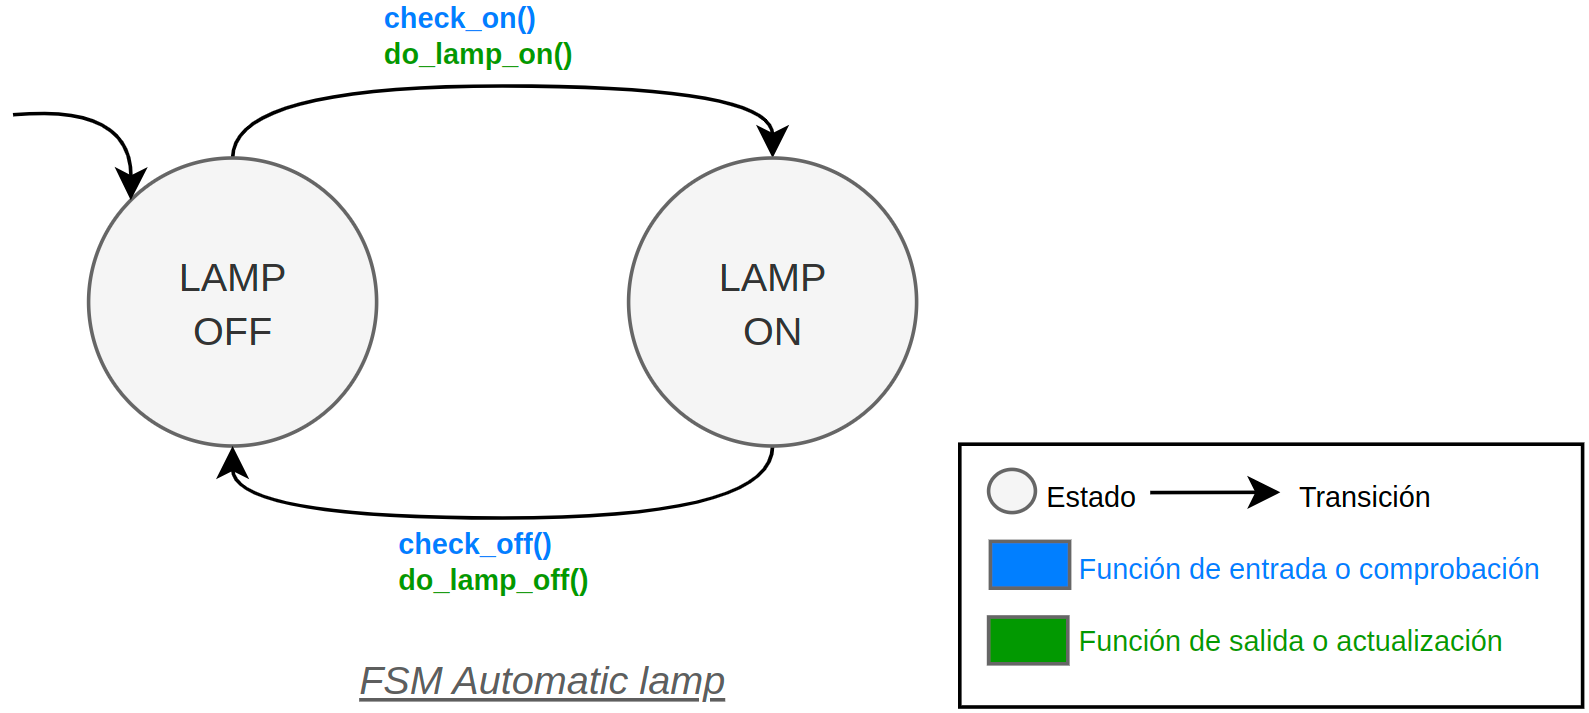 check_on()
do_lamp_on()
LAMP
OFF
LAMP
ON
check_off()
do_lamp_off()
FSM Automatic lamp
Estado
Transición
Función de entrada o comprobación
Función de salida o actualización